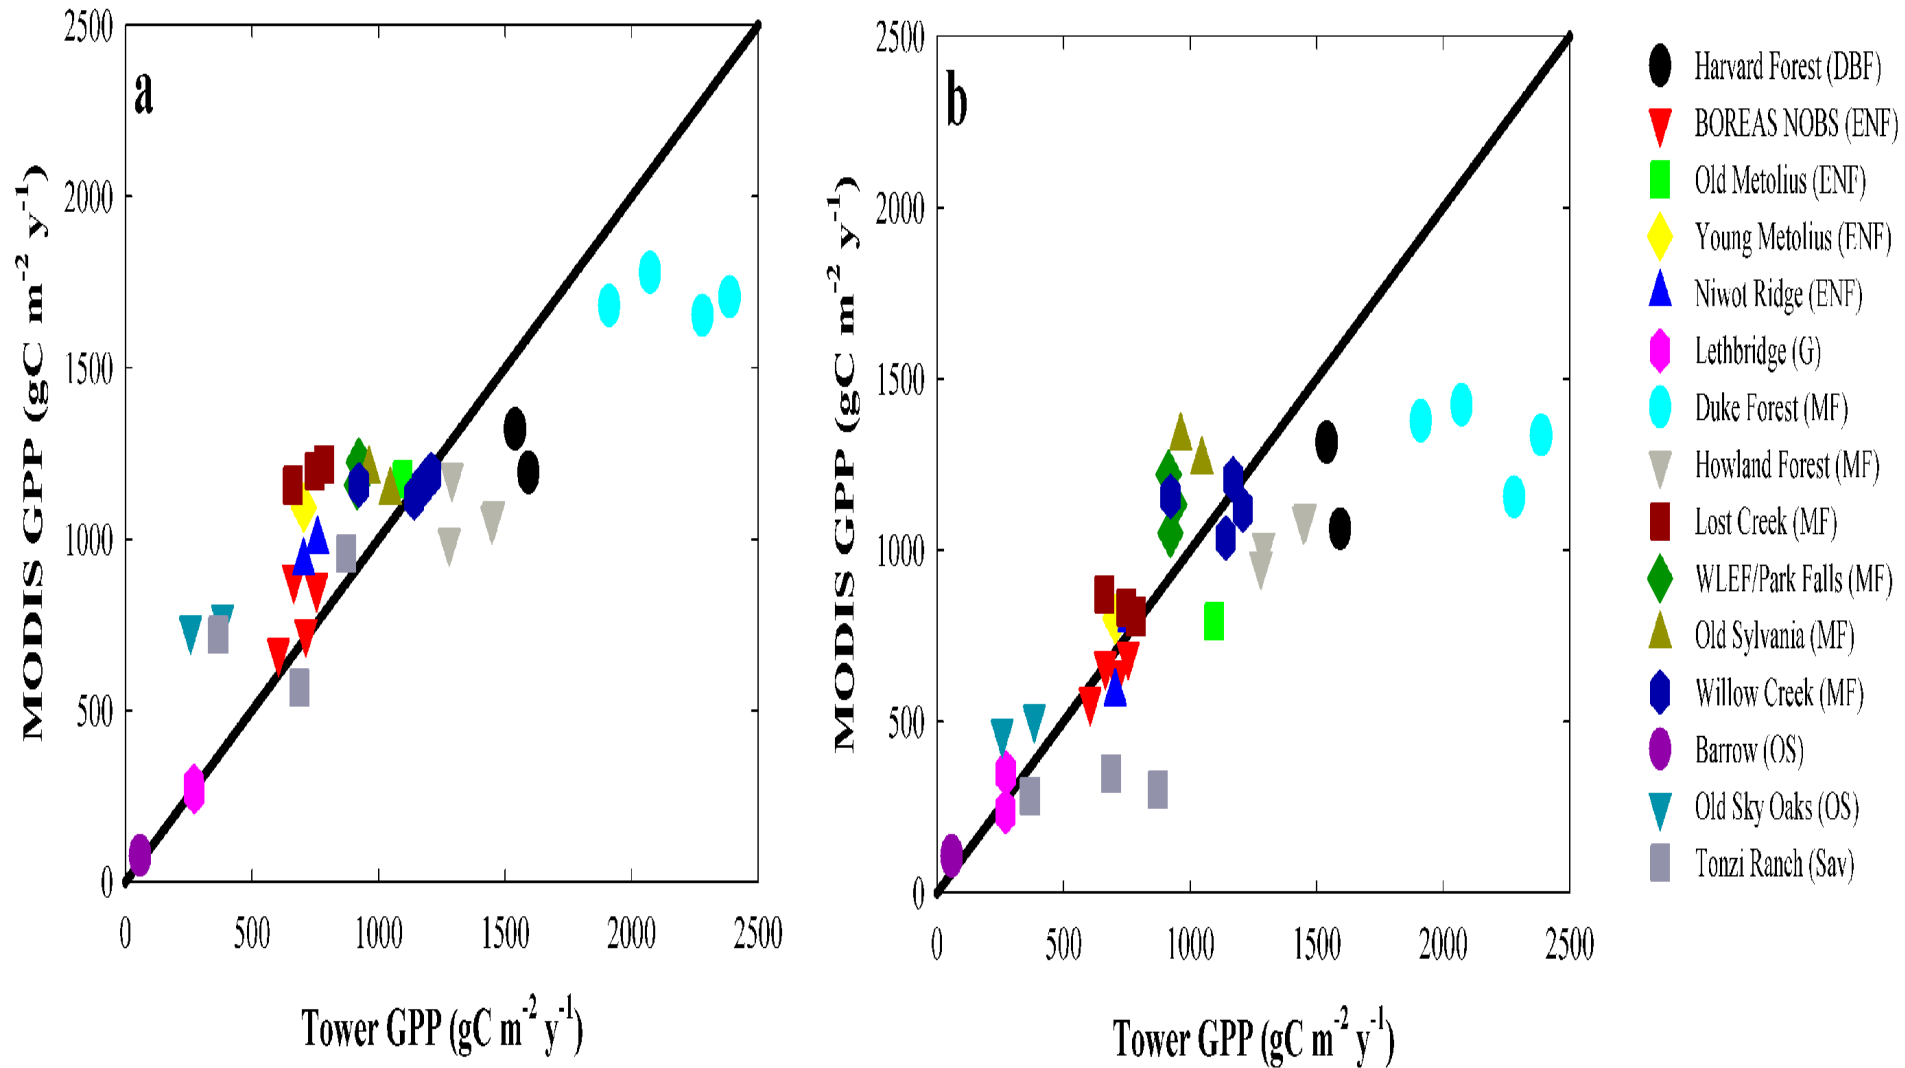 a
2500
2000
1500
1000
500
0
0 500 1000 1500 2000 2500
MODIS GPP (gC m⁻² y⁻¹)
Tower GPP (gC m⁻² y⁻¹)
b
2500
2000
1500
1000
500
0
0 500 1000 1500 2000 2500
MODIS GPP (gC m⁻² y⁻¹)
Tower GPP (gC m⁻² y⁻¹)
Harvard Forest (DBF)
BOREAS NOBS (ENF)
Old Metolius (ENF)
Young Metolius (ENF)
Niwot Ridge (ENF)
Lethbridge (G)
Duke Forest (MF)
Howland Forest (MF)
Lost Creek (MF)
WLEF/Park Falls (MF)
Old Sylvania (MF)
Willow Creek (MF)
Barrow (OS)
Old Sky Oaks (OS)
Tonzi Ranch (Sav)